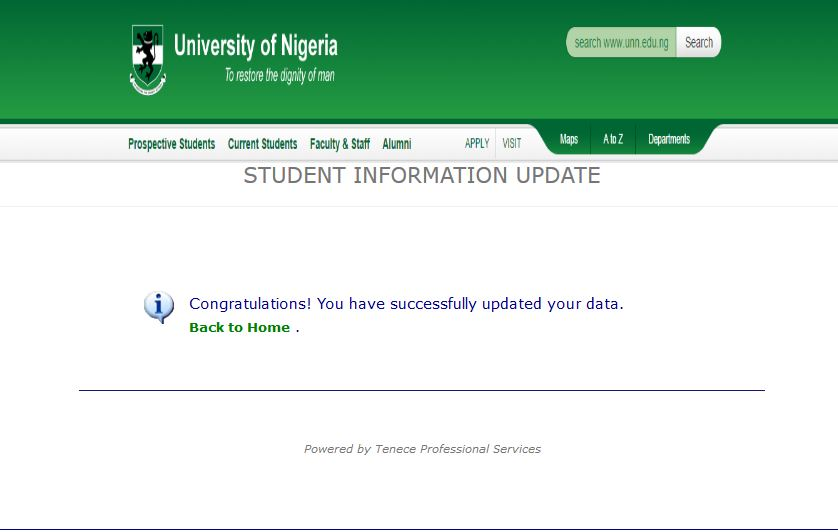 University of Nigeria
To restore the dignity of man
search www.unn.edu.ng Search
Prospective Students Current Students Faculty & Staff Alumni APPLY VISIT Maps A to Z Departments
STUDENT INFORMATION UPDATE
Congratulations! You have successfully updated your data.
Back to Home .
Powered by Tenece Professional Services